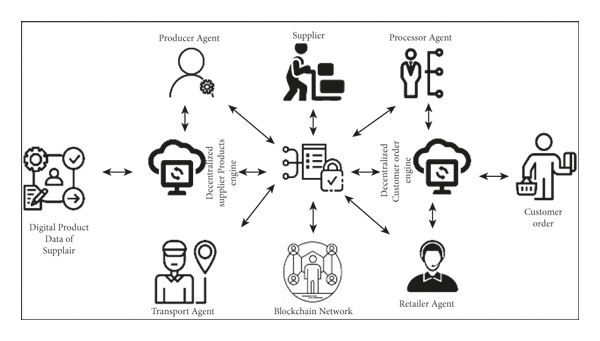 Producer Agent
Supplier
Processor Agent
Decentralized
supplier Products
engine
Decentralized
Customer order
engine
Digital Product
Data of
Supplair
Customer
order
Transport Agent
Blockchain Network
Retailer Agent